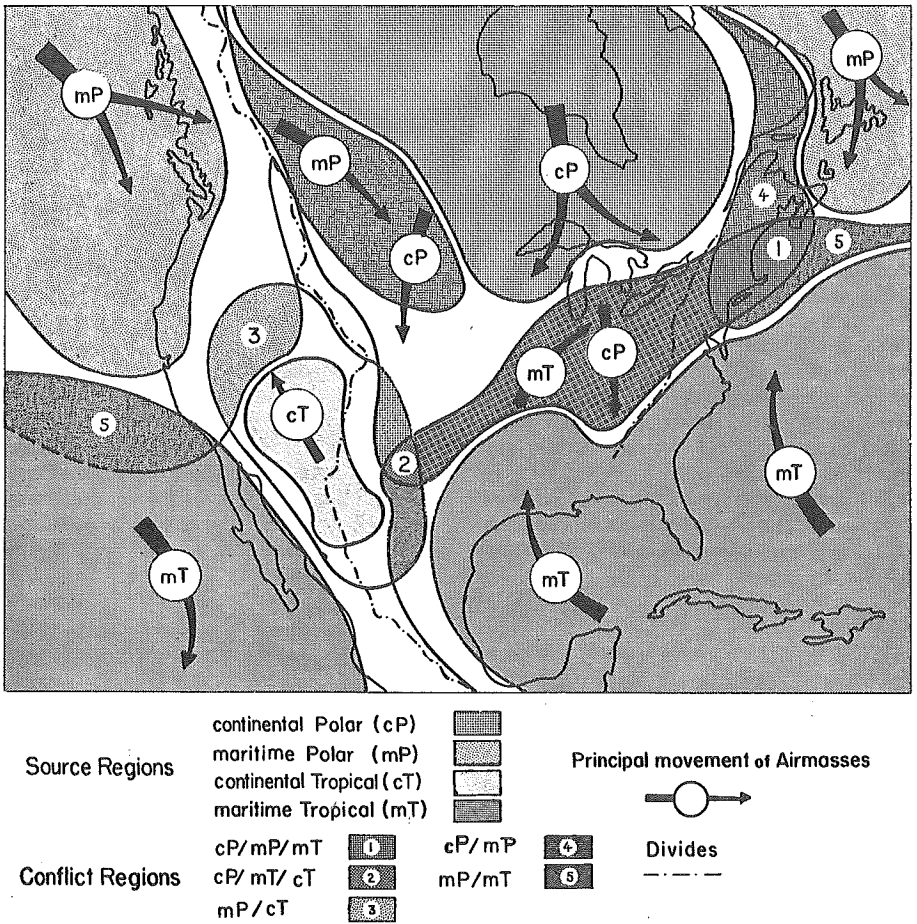 mP
mP
mP
cP
4
cP
1
5
3
mT
cP
cT
5
2
mT
mT
mT
Source Regions
continental Polar (cP)
maritime Polar (mP)
continental Tropical (cT)
maritime Tropical (mT)
Principal movement of Airmasses
Conflict Regions
cP/mP/mT 1
cP/mT/cT 2
mP/cT 3
cP/mP 4
mP/mT 5
Divides